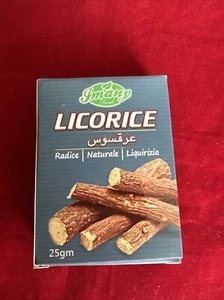 Imany
LICORICE
عرقسوس
Radice | Naturale | Liquirizia
25gm